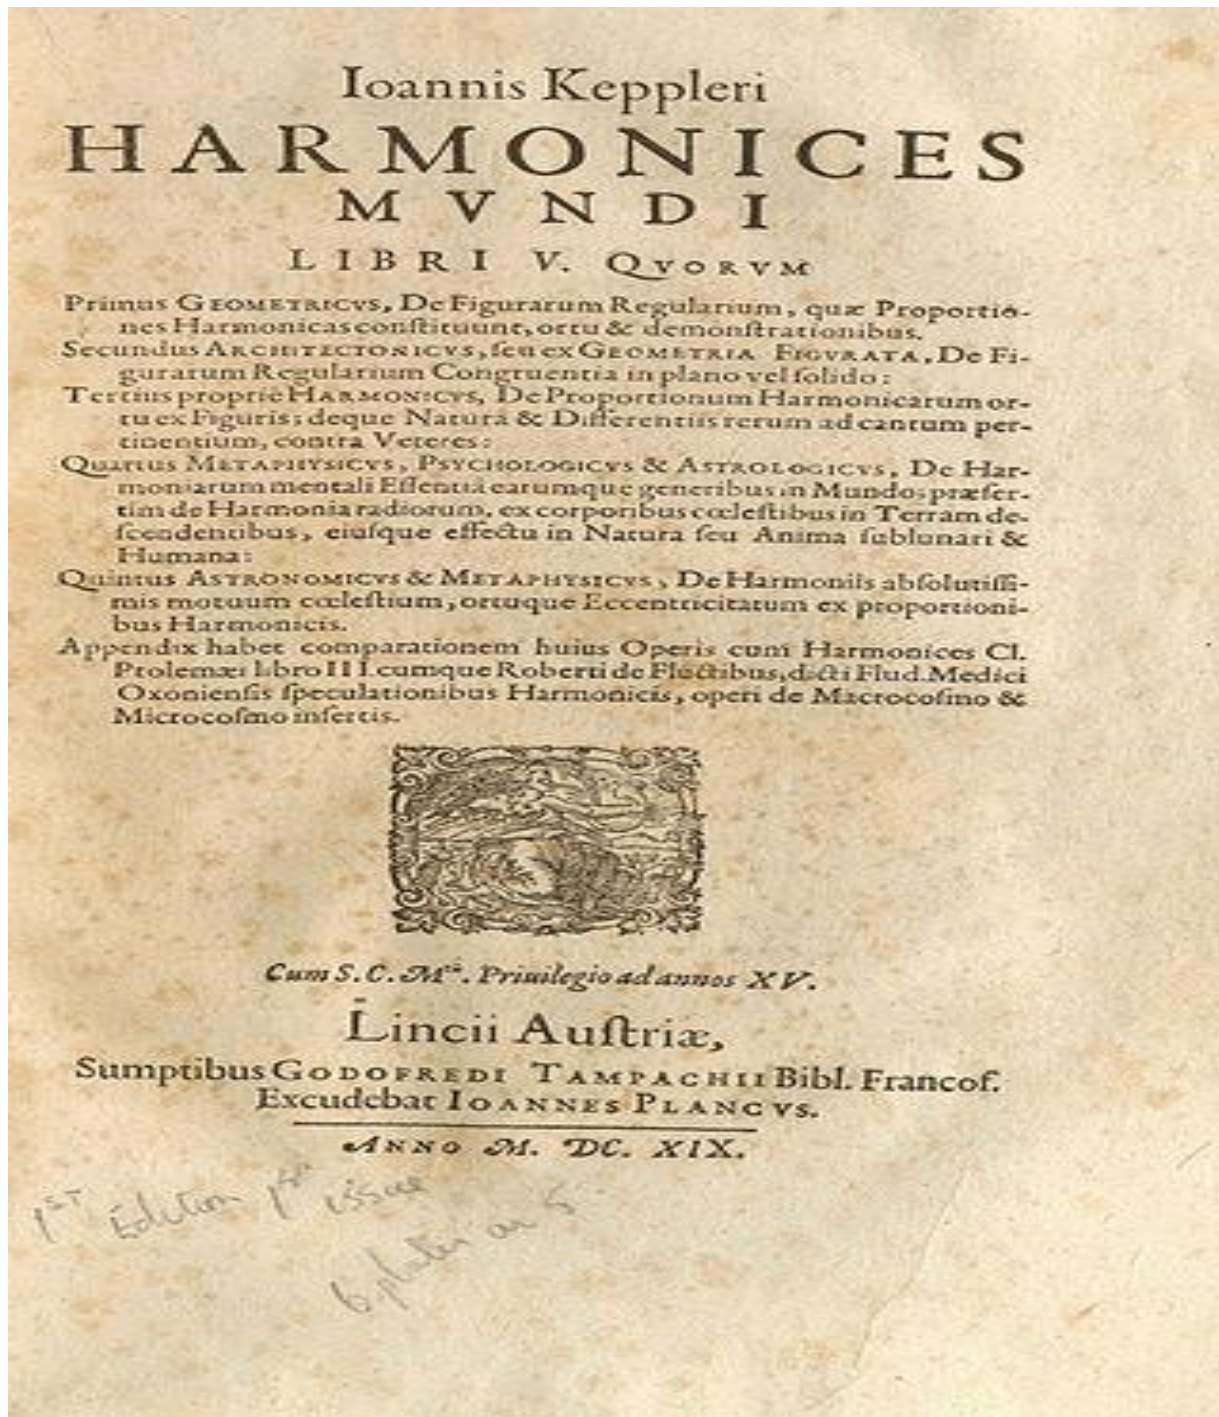 Ioannis Keppleri
HARMONICES
MVNDI
LIBRI V. QVORVM
Primus GEOMETRICVS, De Figurarum Regularium, quæ Proportio-
nes Harmonicas conſtituunt, ortu & demonſtrationibus.
Secundus ARCHITECTONICVS, ſeu ex GEOMETRIA FIGVRATA, De Fi-
gurarum Regularium Congruentia in plano vel ſolido:
Tertius propriè HARMONICVS, De Proportionum Harmonicarum or-
tu ex Figuris; deque Naturâ & Differentiis rerum ad cantum per-
tinentium, contra Veteres:
Quartus METAPHYSICVS, PSYCHOLOGICVS & ASTROLOGICVS, De Har-
moniarum mentali Eſſentiâ earumque generibus in Mundo; præſer-
tim de Harmonia radiorum, ex corporibus cœleſtibus in Terram de-
ſcendentibus, eiuſque effectu in Natura ſeu Anima ſublunari &
Humana:
Quintus ASTRONOMICVS & METAPHYSICVS, De Harmoniis abſolutiſſi-
mis motuum cœleſtium, ortuque Eccentricitatum ex proportioni-
bus Harmonicis.
Appendix habet comparationem huius Operis cum Harmonices Cl.
Ptolemæi libro III. cumque Roberti de Fluctibus, dicti Flud. Medici
Oxonienſis ſpeculationibus Harmonicis, operi de Macrocoſmo &
Microcoſmo inſertis.
Cum S. C. Mᵗⁱˢ. Priuilegio ad annos XV.
Lincii Auſtriæ,
Sumptibus GODOFREDI TAMPACHII Bibl. Francof.
Excudebat IOANNES PLANCVS.
ANNO M. DC. XIX.
1ST Edition 1st issue
6 plates on 5